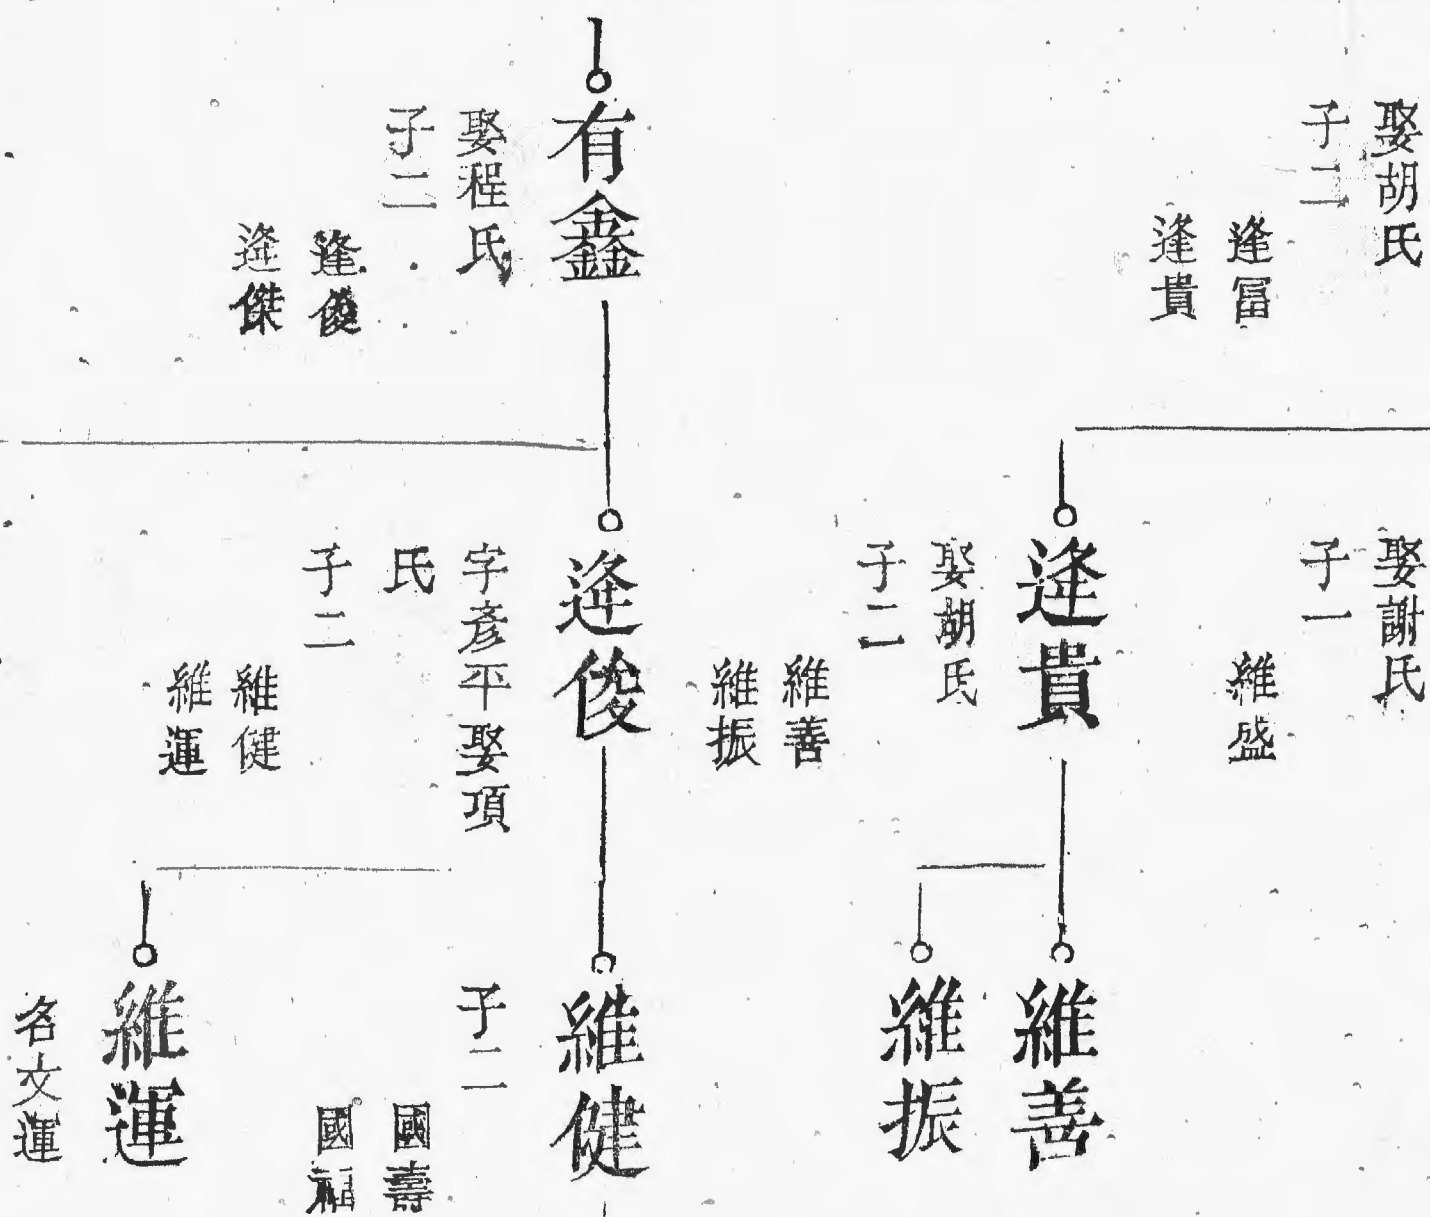 娶胡氏
子二
逢冨
逢貴
有鑫
娶程氏
子二
逢俊
逢傑
娶謝氏
子一
維盛
逢貴
娶胡氏
子二
維善
維振
逢俊
字彥平娶項
氏
子二
維健
維運
維善
維振
維健
子二
國壽
國福
維運
名文運